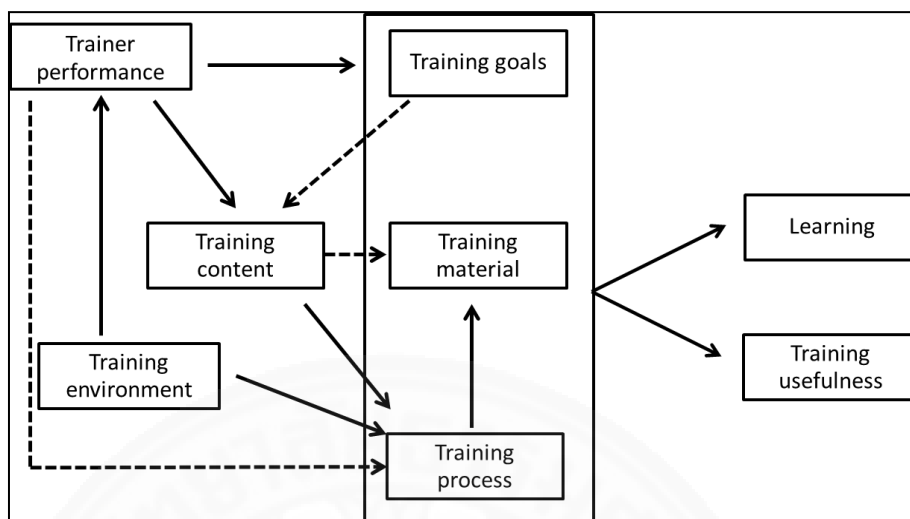 Trainer
performance
Training goals
Training
content
Training
material
Learning
Training
environment
Training
usefulness
Training
process